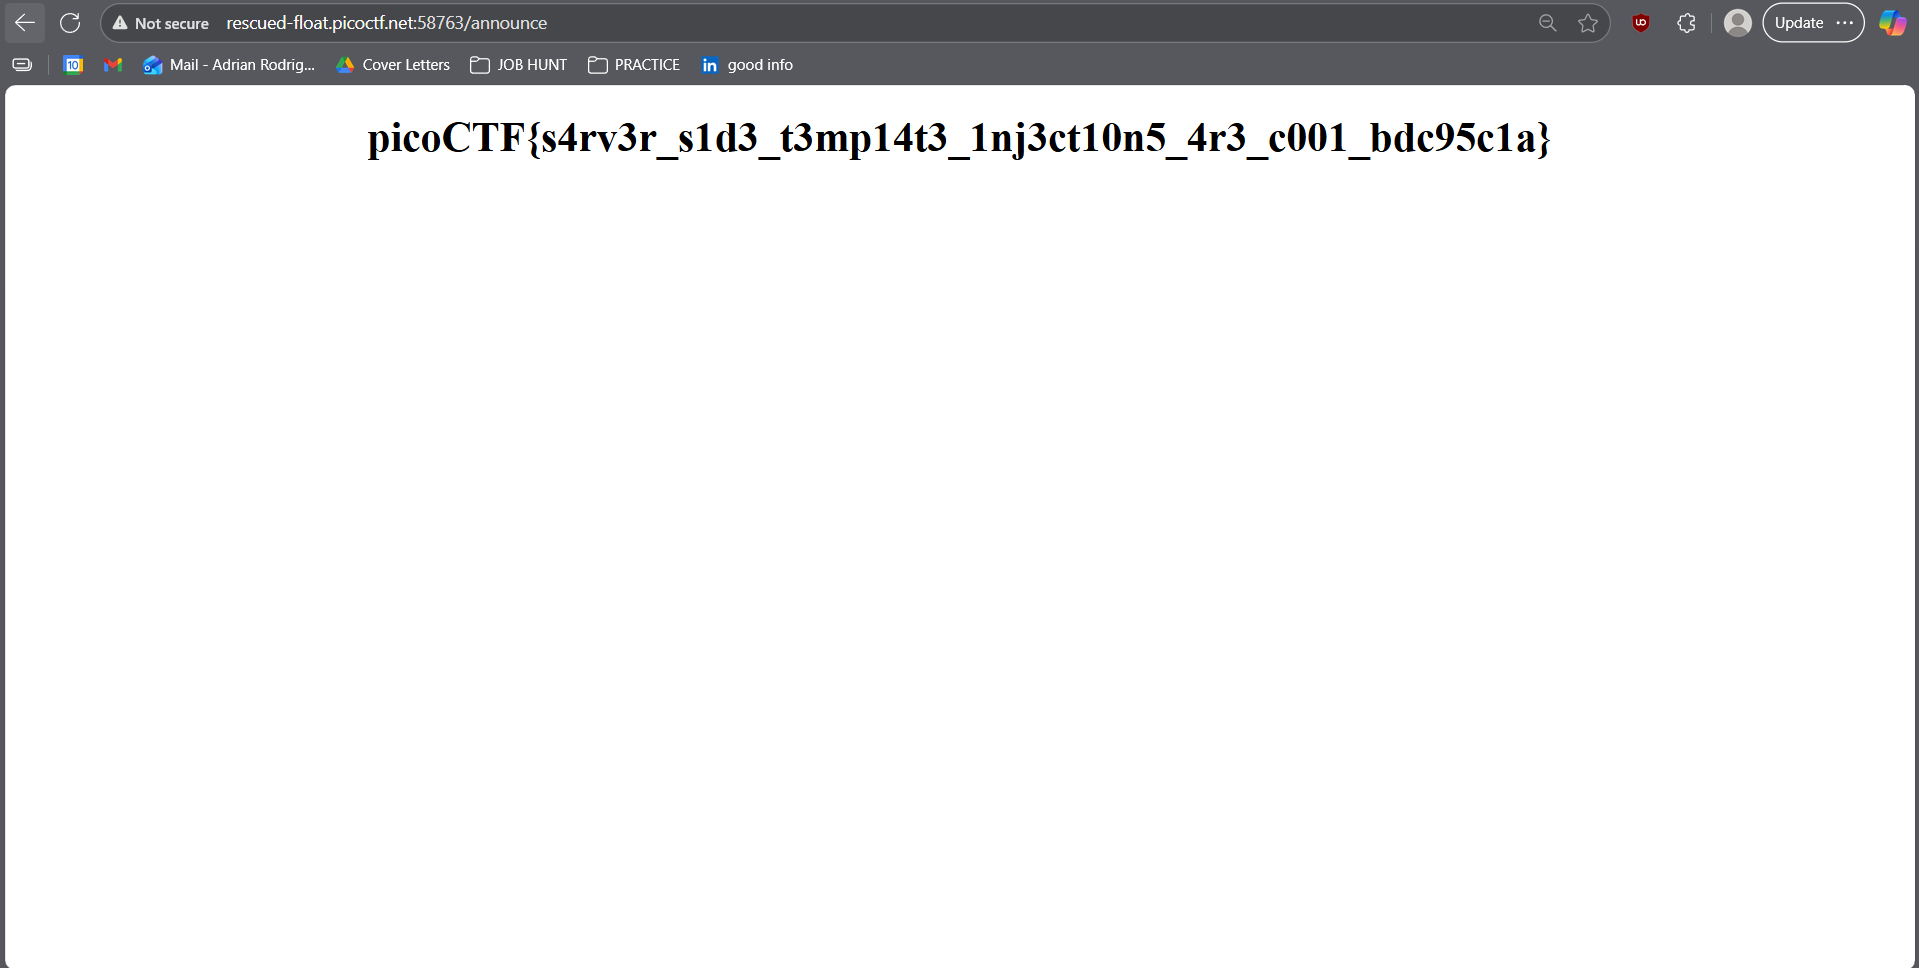 Not secure rescued-float.picoctf.net:58763/announce Update
10 Mail - Adrian Rodrig... Cover Letters JOB HUNT PRACTICE in good info
picoCTF{s4rv3r_s1d3_t3mp14t3_1nj3ct10n5_4r3_c001_bdc95c1a}